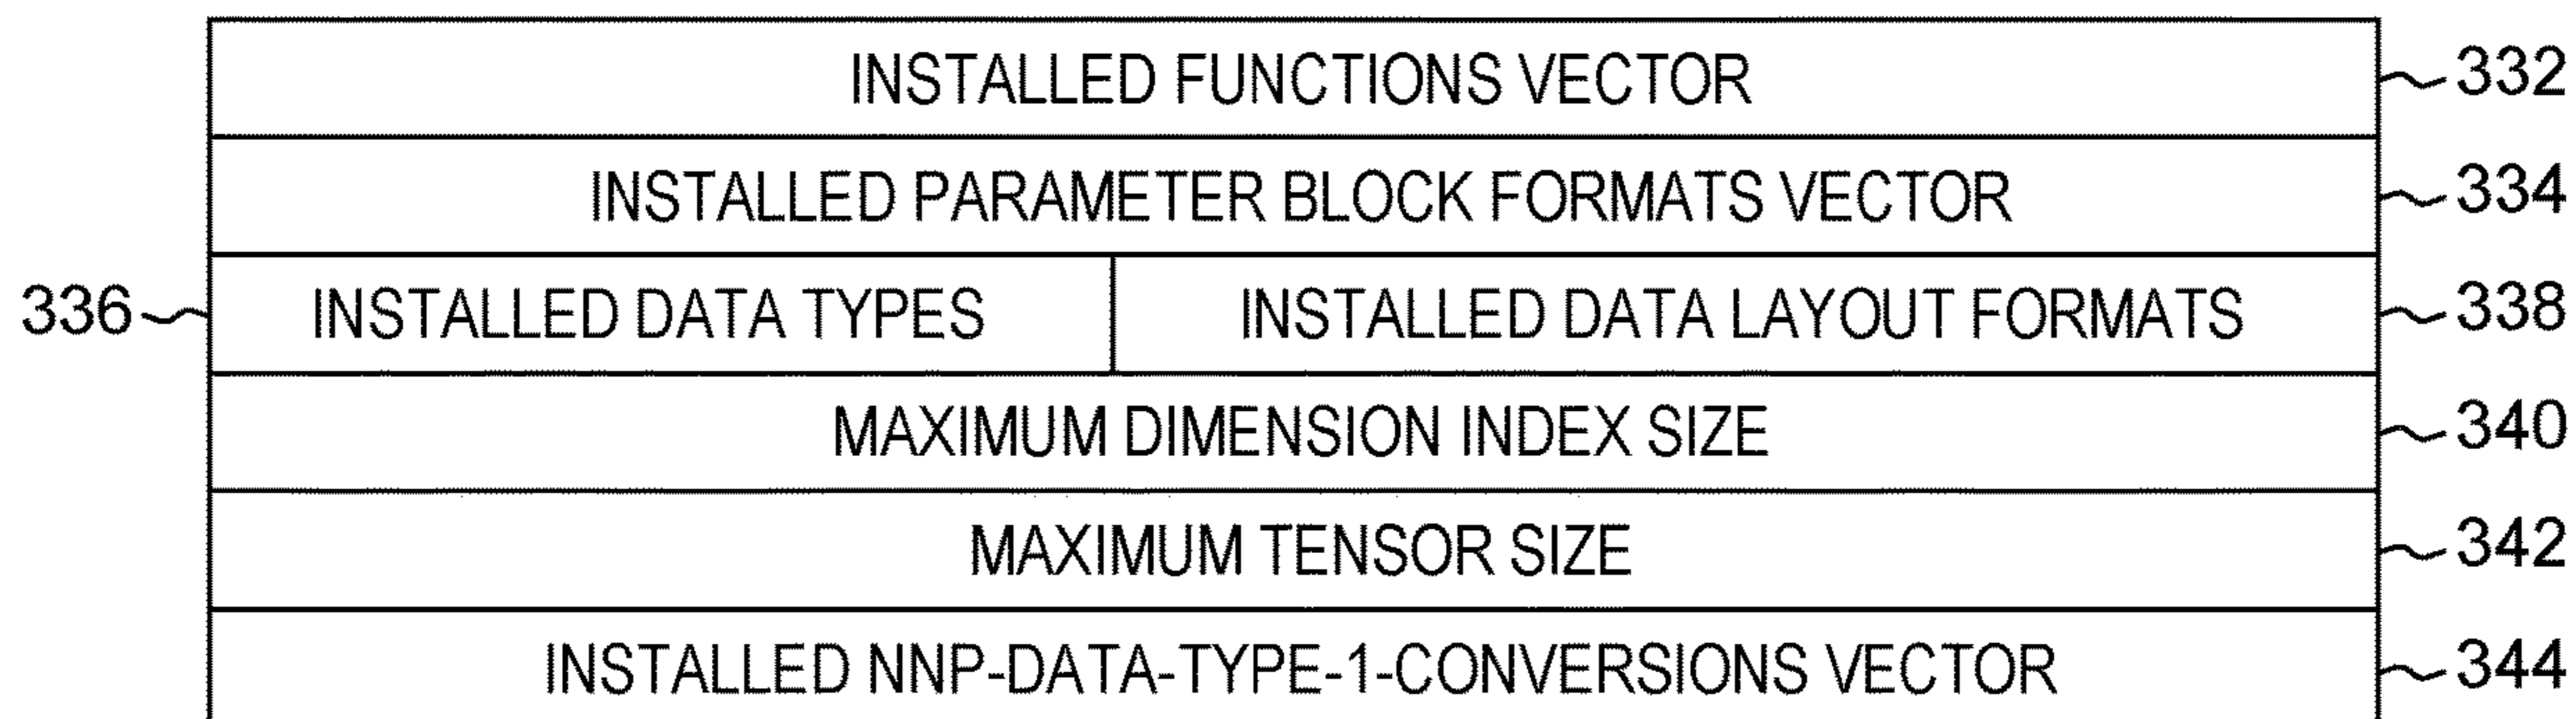 INSTALLED FUNCTIONS VECTOR 332
INSTALLED PARAMETER BLOCK FORMATS VECTOR 334
336 INSTALLED DATA TYPES INSTALLED DATA LAYOUT FORMATS 338
MAXIMUM DIMENSION INDEX SIZE 340
MAXIMUM TENSOR SIZE 342
INSTALLED NNP-DATA-TYPE-1-CONVERSIONS VECTOR 344